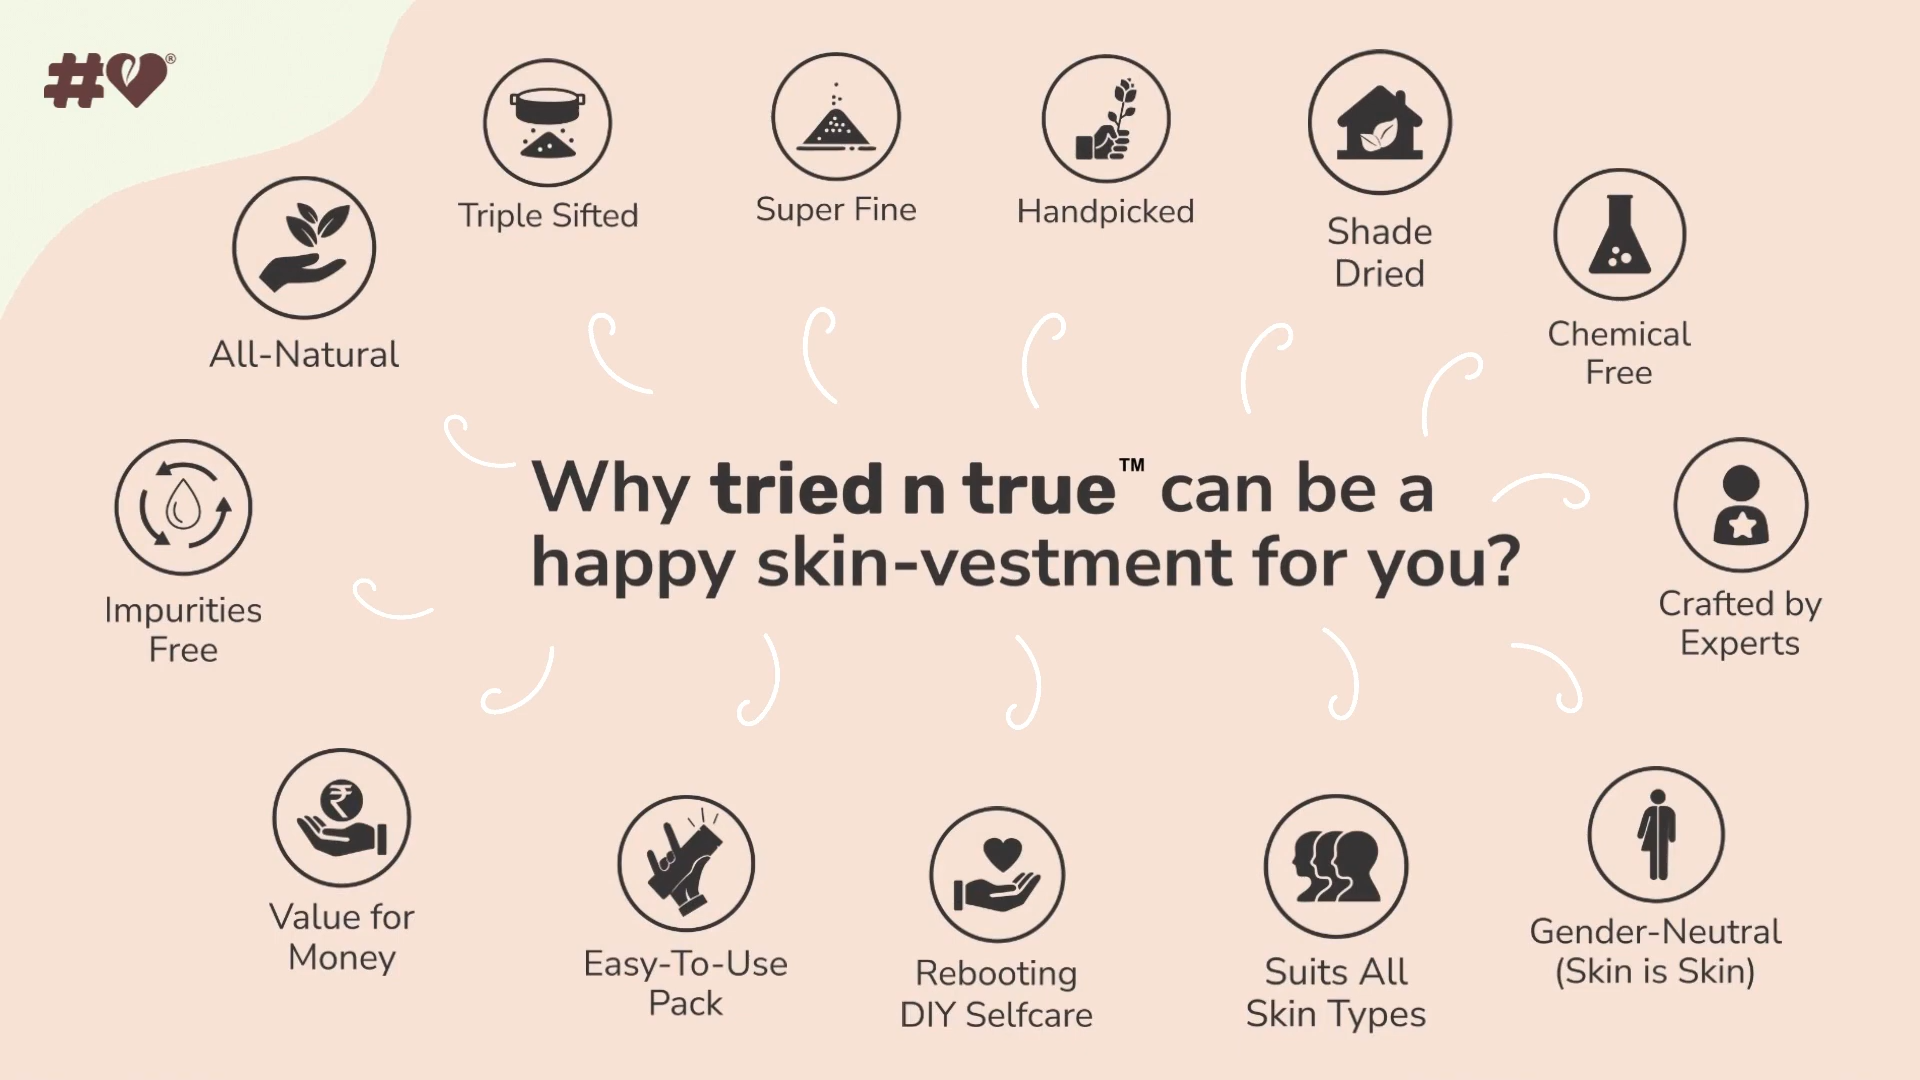 #
®
Triple Sifted
Super Fine
Handpicked
Shade
Dried
Chemical
Free
All-Natural
Why tried n true™ can be a
happy skin-vestment for you?
Impurities
Free
Crafted by
Experts
₹
Value for
Money
Easy-To-Use
Pack
Rebooting
DIY Selfcare
Suits All
Skin Types
Gender-Neutral
(Skin is Skin)